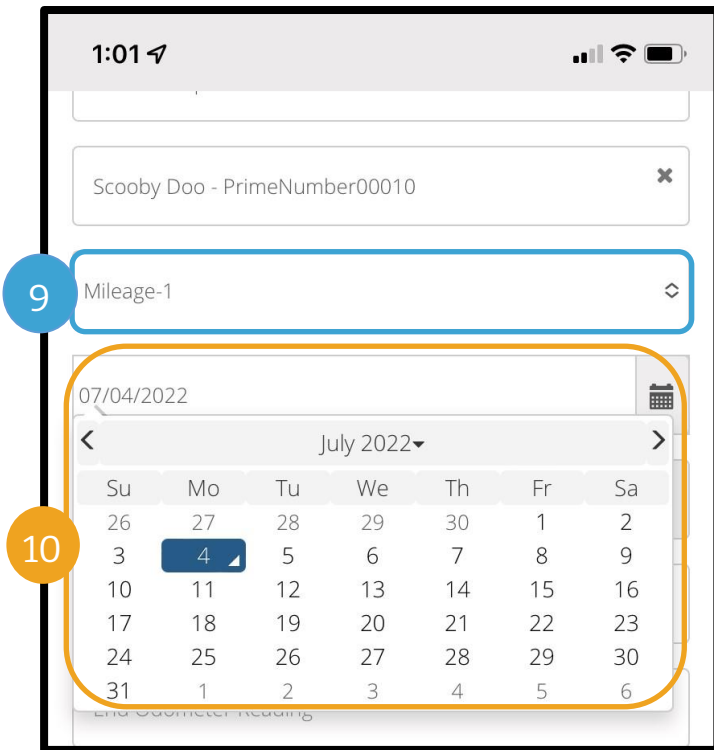 1:01
Scooby Doo - PrimeNumber00010
9
Mileage-1
07/04/2022
July 2022
Su Mo Tu We Th Fr Sa
26 27 28 29 30 1 2
10
3 4 5 6 7 8 9
10 11 12 13 14 15 16
17 18 19 20 21 22 23
24 25 26 27 28 29 30
31 1 2 3 4 5 6
End Odometer Reading